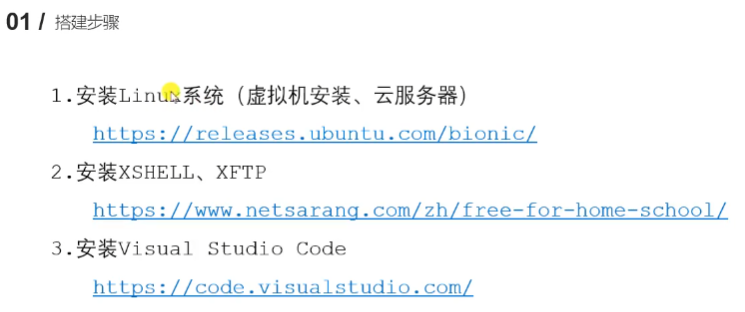 01 / 搭建步骤
1.安装Linux系统（虚拟机安装、云服务器）
https://releases.ubuntu.com/bionic/
2.安装XSHELL、XFTP
https://www.netsarang.com/zh/free-for-home-school/
3.安装Visual Studio Code
https://code.visualstudio.com/